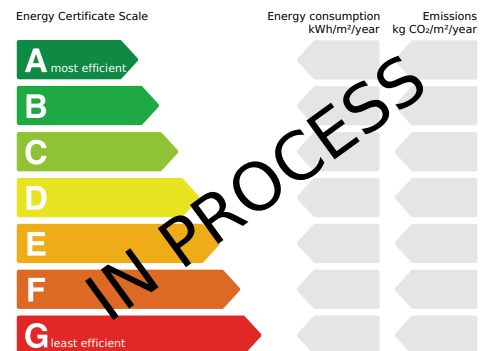 Energy Certificate Scale
Energy consumption
kWh/m²/year
Emissions
kg CO₂/m²/year
A most efficient
B
C
D
E
F
G least efficient
IN PROCESS